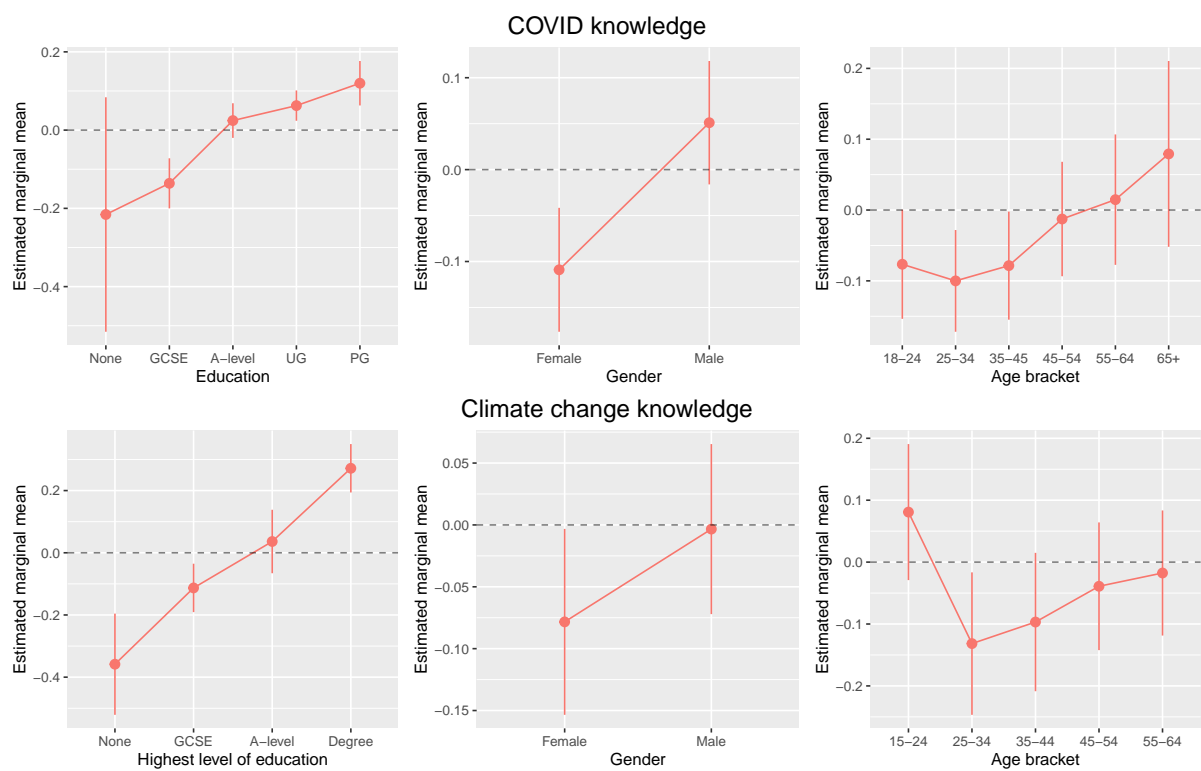 COVID knowledge
Estimated marginal mean
0.2
0.0
−0.2
−0.4
None GCSE A−level UG PG
Education
Estimated marginal mean
0.1
0.0
−0.1
Female Male
Gender
Estimated marginal mean
0.2
0.1
0.0
−0.1
18−24 25−34 35−45 45−54 55−64 65+
Age bracket
Climate change knowledge
Estimated marginal mean
0.2
0.0
−0.2
−0.4
None GCSE A−level Degree
Highest level of education
Estimated marginal mean
0.05
0.00
−0.05
−0.10
−0.15
Female Male
Gender
Estimated marginal mean
0.2
0.1
0.0
−0.1
−0.2
15−24 25−34 35−44 45−54 55−64
Age bracket